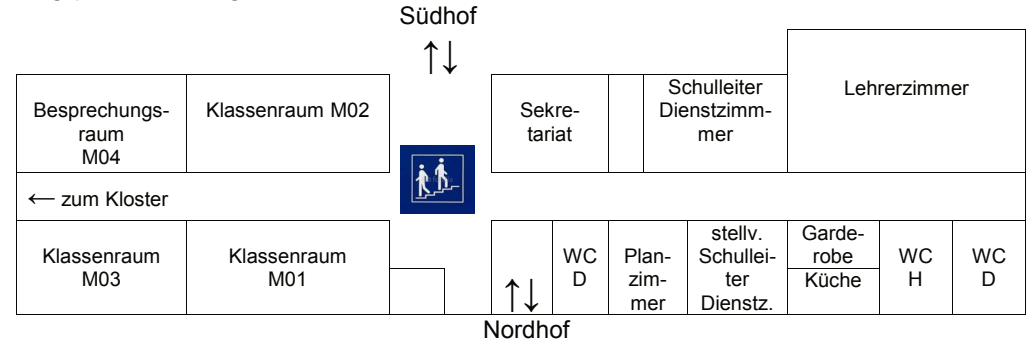 Südhof
↑↓
Besprechungs-
raum
M04
Klassenraum M02
Sekre-
tariat
Schulleiter
Dienstzimm-
mer
Lehrerzimmer
← zum Kloster
Klassenraum
M03
Klassenraum
M01
↑↓
WC
D
Plan-
zim-
mer
stellv.
Schullei-
ter
Dienstz.
Garde-
robe
Küche
WC
H
WC
D
Nordhof